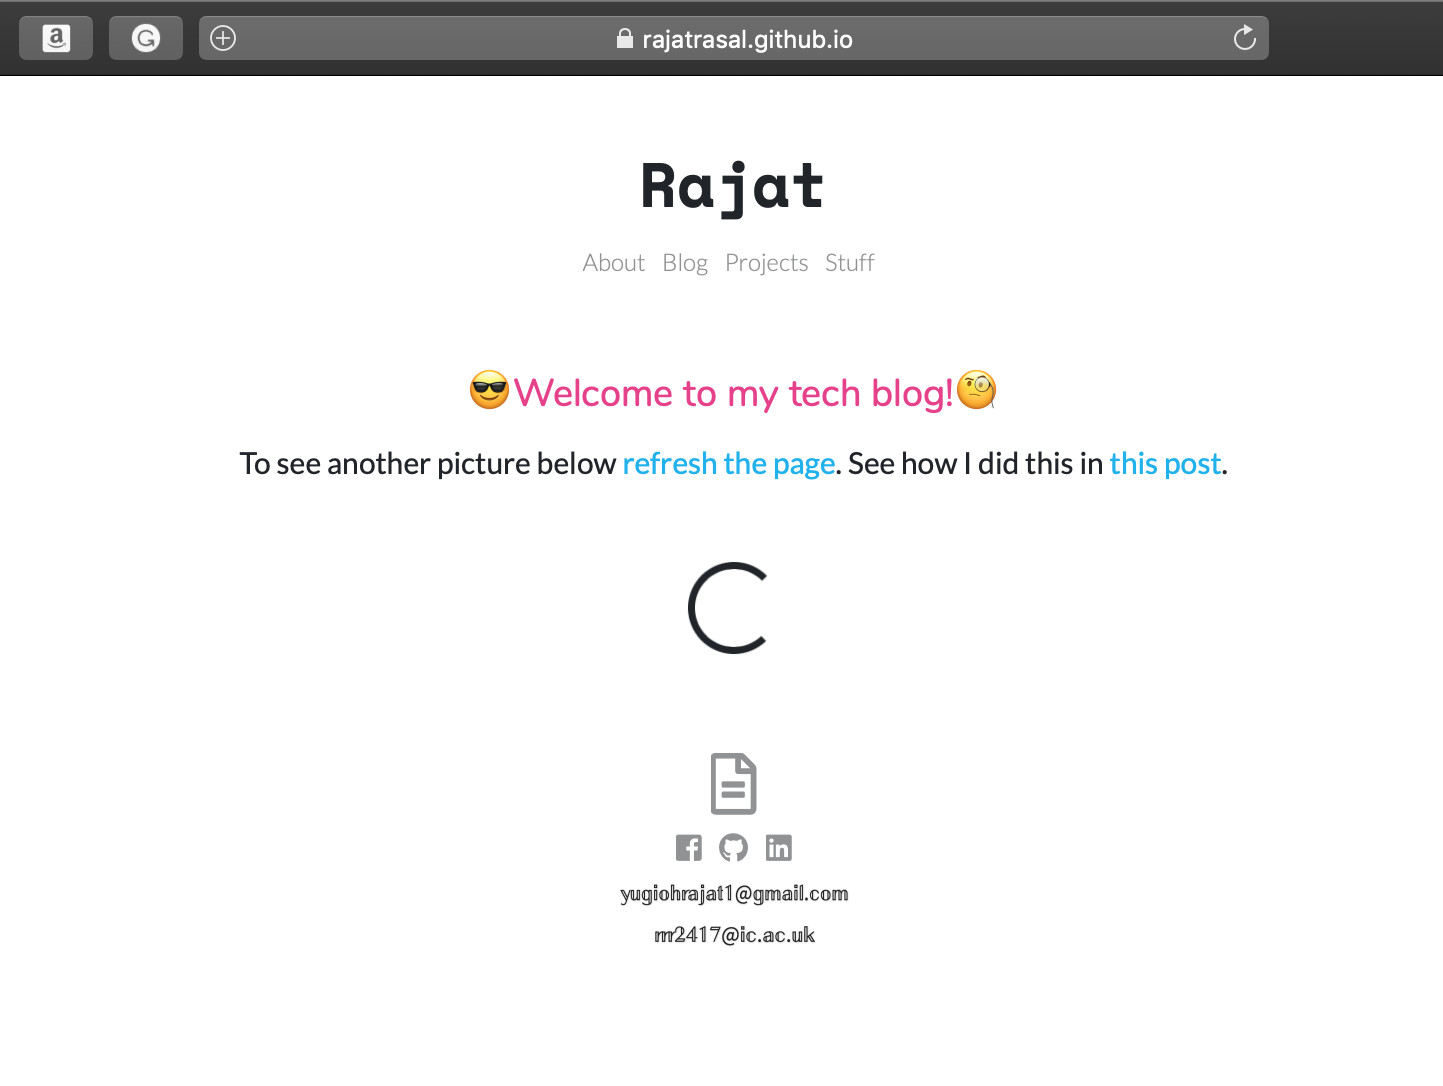 rajatrasal.github.io
Rajat
About Blog Projects Stuff
😎Welcome to my tech blog!🧐
To see another picture below refresh the page. See how I did this in this post.
yugiohrajat1@gmail.com
rr2417@ic.ac.uk